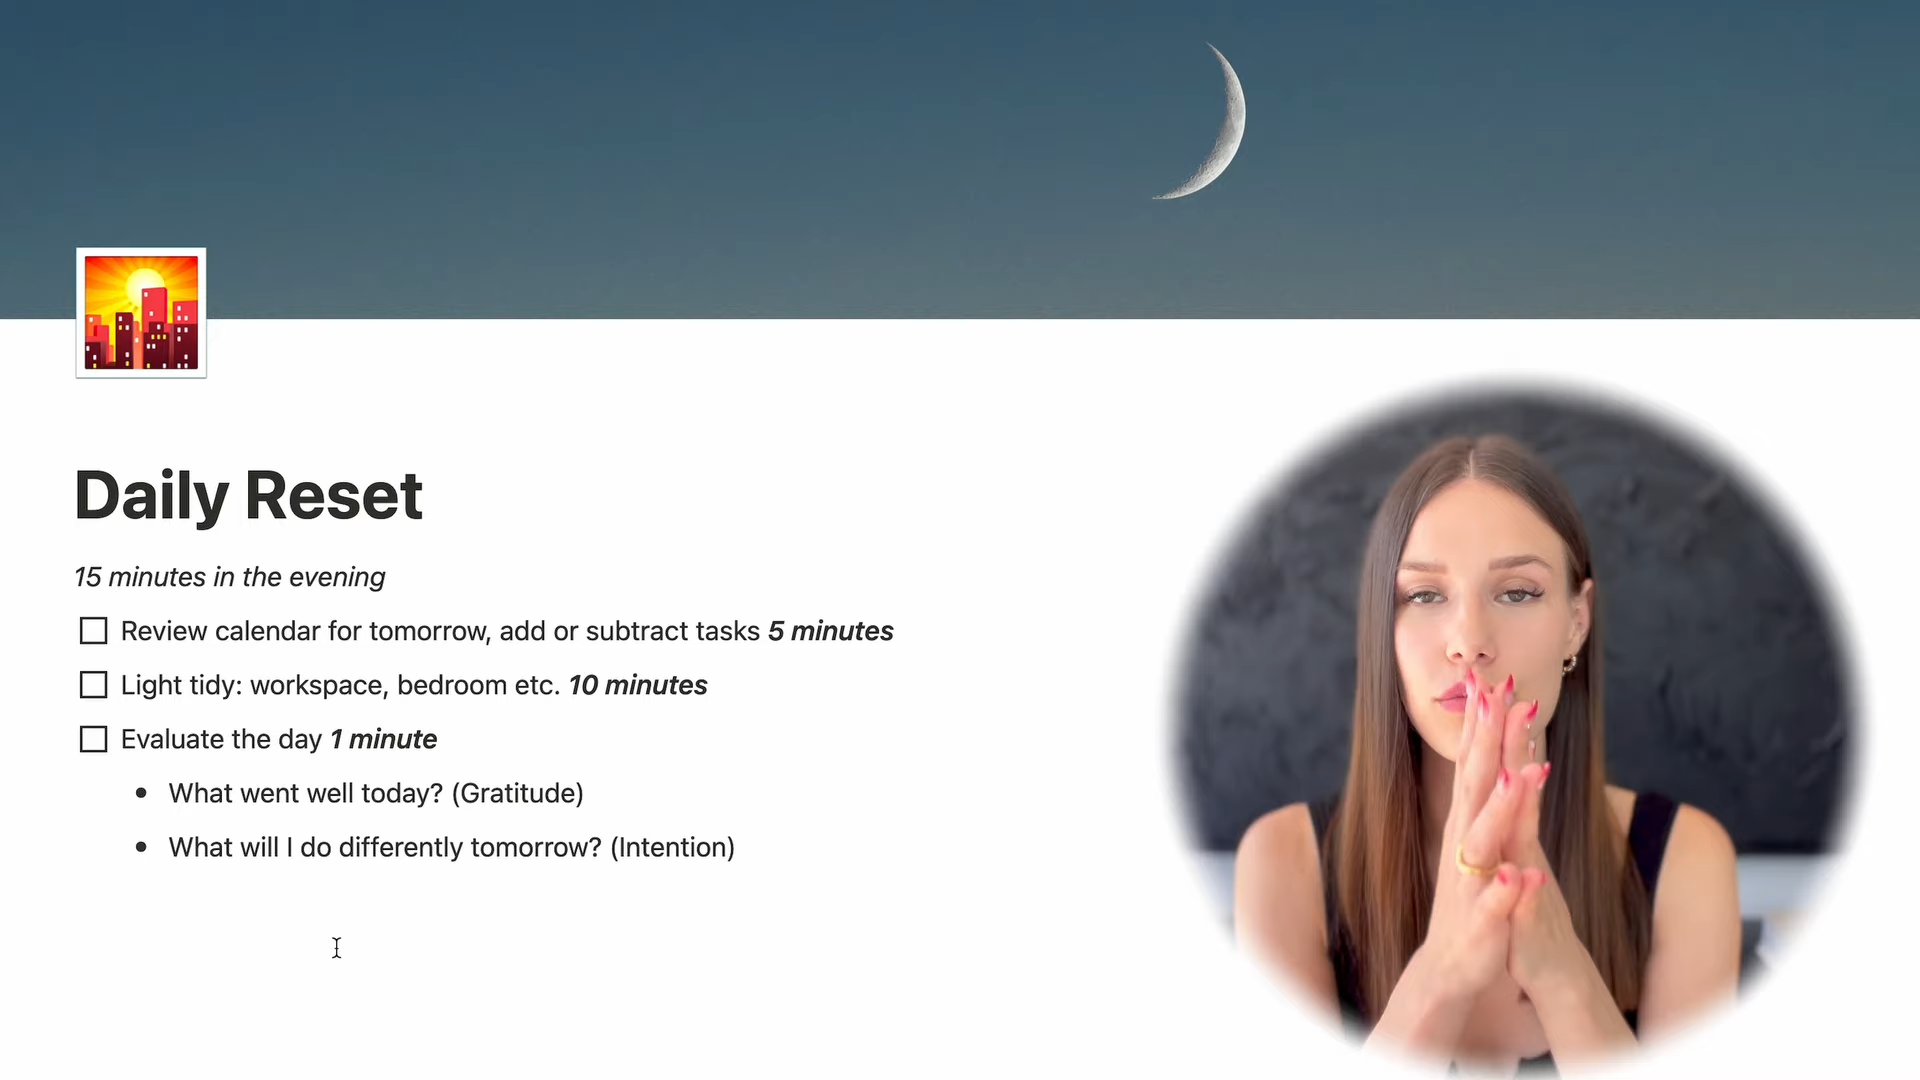 Daily Reset
15 minutes in the evening
Review calendar for tomorrow, add or subtract tasks 5 minutes
Light tidy: workspace, bedroom etc. 10 minutes
Evaluate the day 1 minute
What went well today? (Gratitude)
What will I do differently tomorrow? (Intention)